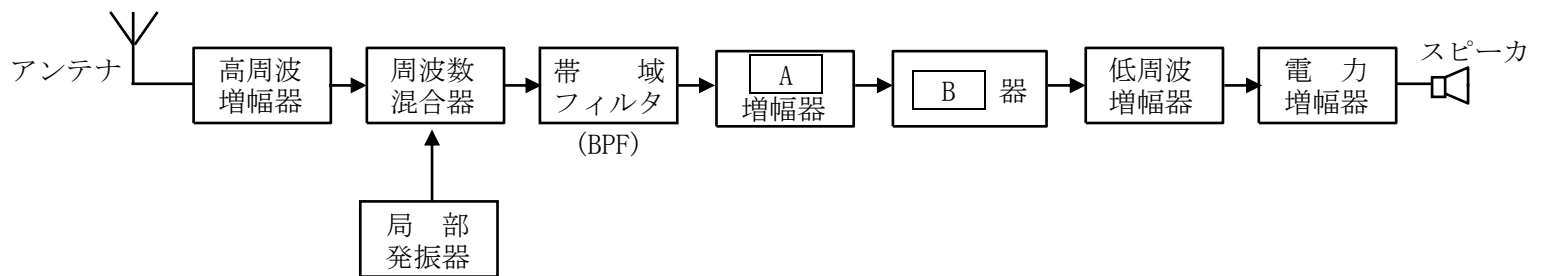 アンテナ
高周波
増幅器
周波数
混合器
帯　域
フィルタ
(BPF)
A
増幅器
B 器
低周波
増幅器
電　力
増幅器
スピーカ
局　部
発振器